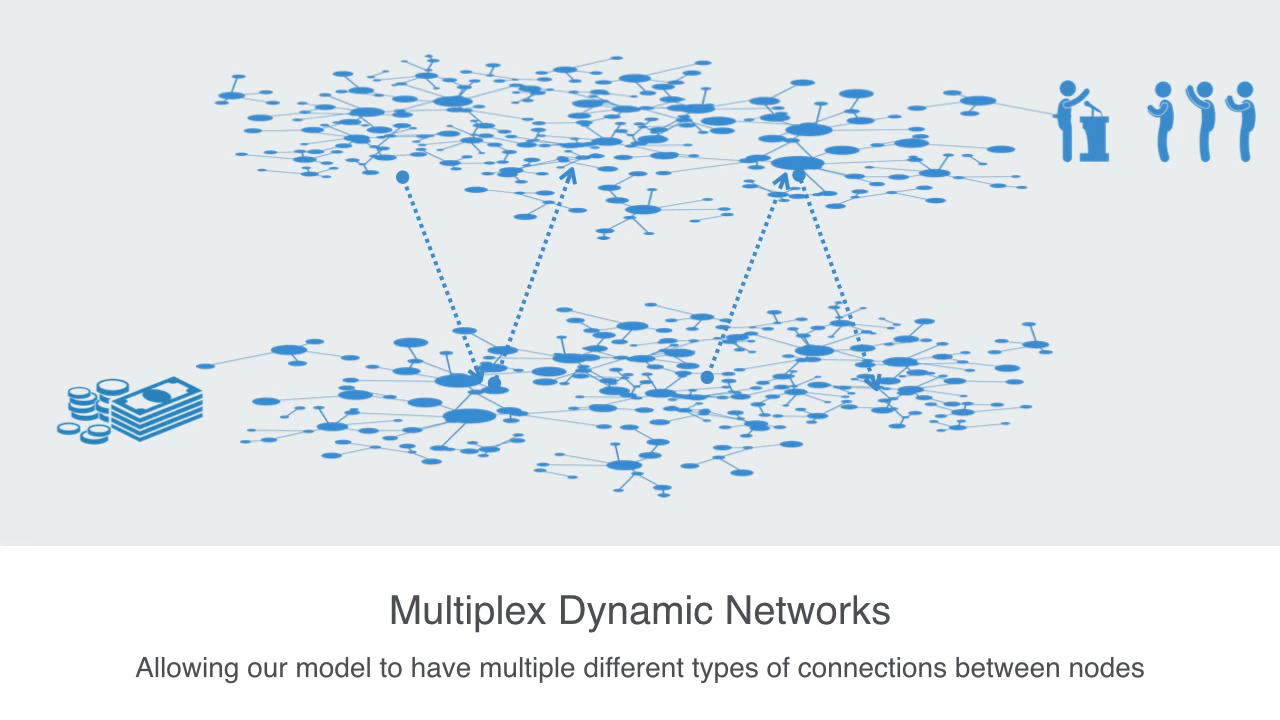 Multiplex Dynamic Networks
Allowing our model to have multiple different types of connections between nodes